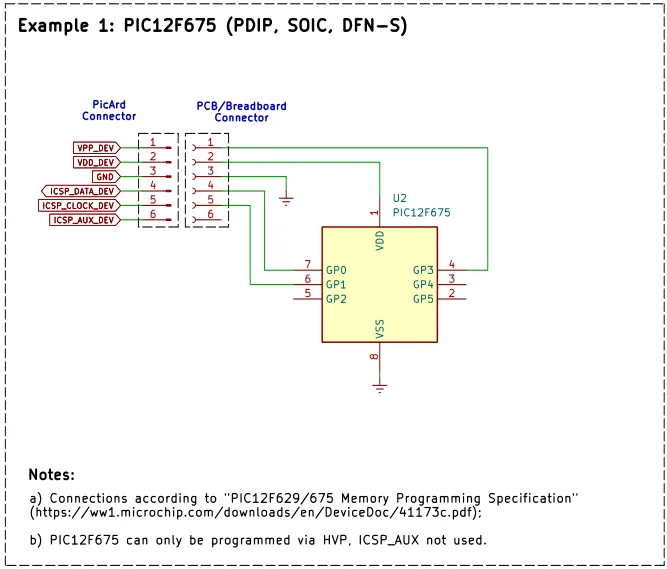 Example 1: PIC12F675 (PDIP, SOIC, DFN-S)
PicArd
Connector
PCB/Breadboard
Connector
VPP_DEV 1 1
VDD_DEV 2 2
GND 3 3
ICSP_DATA_DEV 4 4
ICSP_CLOCK_DEV 5 5
ICSP_AUX_DEV 6 6
U2
PIC12F675
1
VDD
7 GP0 GP3 4
6 GP1 GP4 3
5 GP2 GP5 2
VSS
8
Notes:
a) Connections according to "PIC12F629/675 Memory Programming Specification"
(https://ww1.microchip.com/downloads/en/DeviceDoc/41173c.pdf);
b) PIC12F675 can only be programmed via HVP, ICSP_AUX not used.